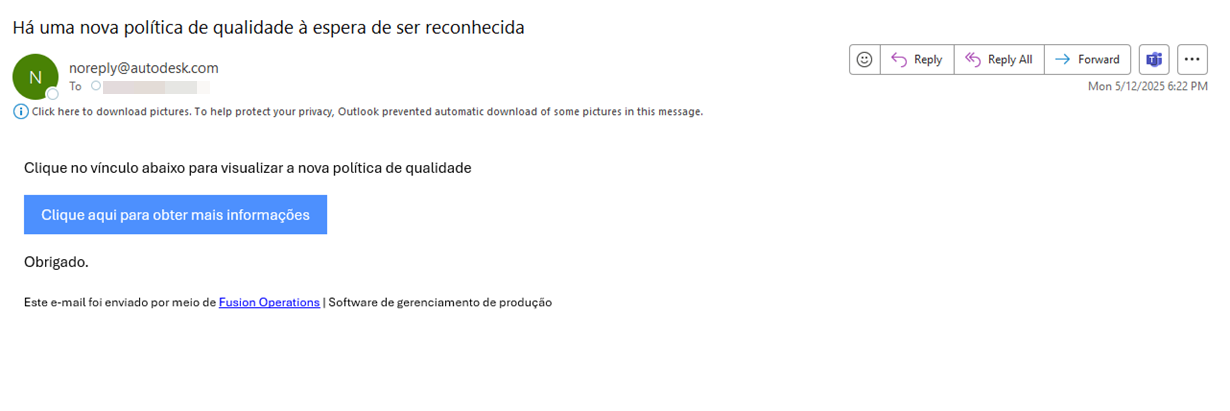 Há uma nova política de qualidade à espera de ser reconhecida
N
noreply@autodesk.com
To
Reply
Reply All
Forward
Mon 5/12/2025 6:22 PM
Click here to download pictures. To help protect your privacy, Outlook prevented automatic download of some pictures in this message.
Clique no vínculo abaixo para visualizar a nova política de qualidade
Clique aqui para obter mais informações
Obrigado.
Este e-mail foi enviado por meio de Fusion Operations | Software de gerenciamento de produção